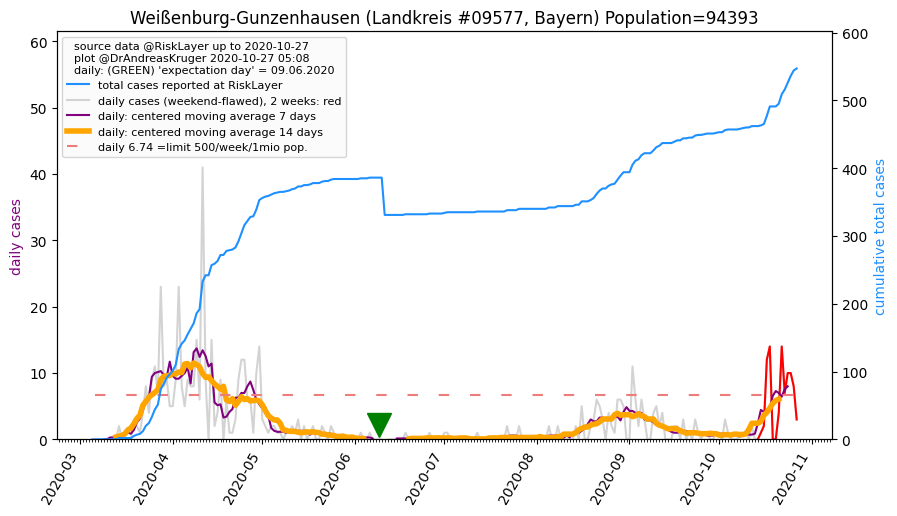 Weißenburg-Gunzenhausen (Landkreis #09577, Bayern) Population=94393
source data @RiskLayer up to 2020-10-27
plot @DrAndreasKruger 2020-10-27 05:08
daily: (GREEN) 'expectation day' = 09.06.2020
total cases reported at RiskLayer
daily cases (weekend-flawed), 2 weeks: red
daily: centered moving average 7 days
daily: centered moving average 14 days
daily 6.74 =limit 500/week/1mio pop.
daily cases
60
50
40
30
20
10
0
cumulative total cases
600
500
400
300
200
100
0
2020-03
2020-04
2020-05
2020-06
2020-07
2020-08
2020-09
2020-10
2020-11